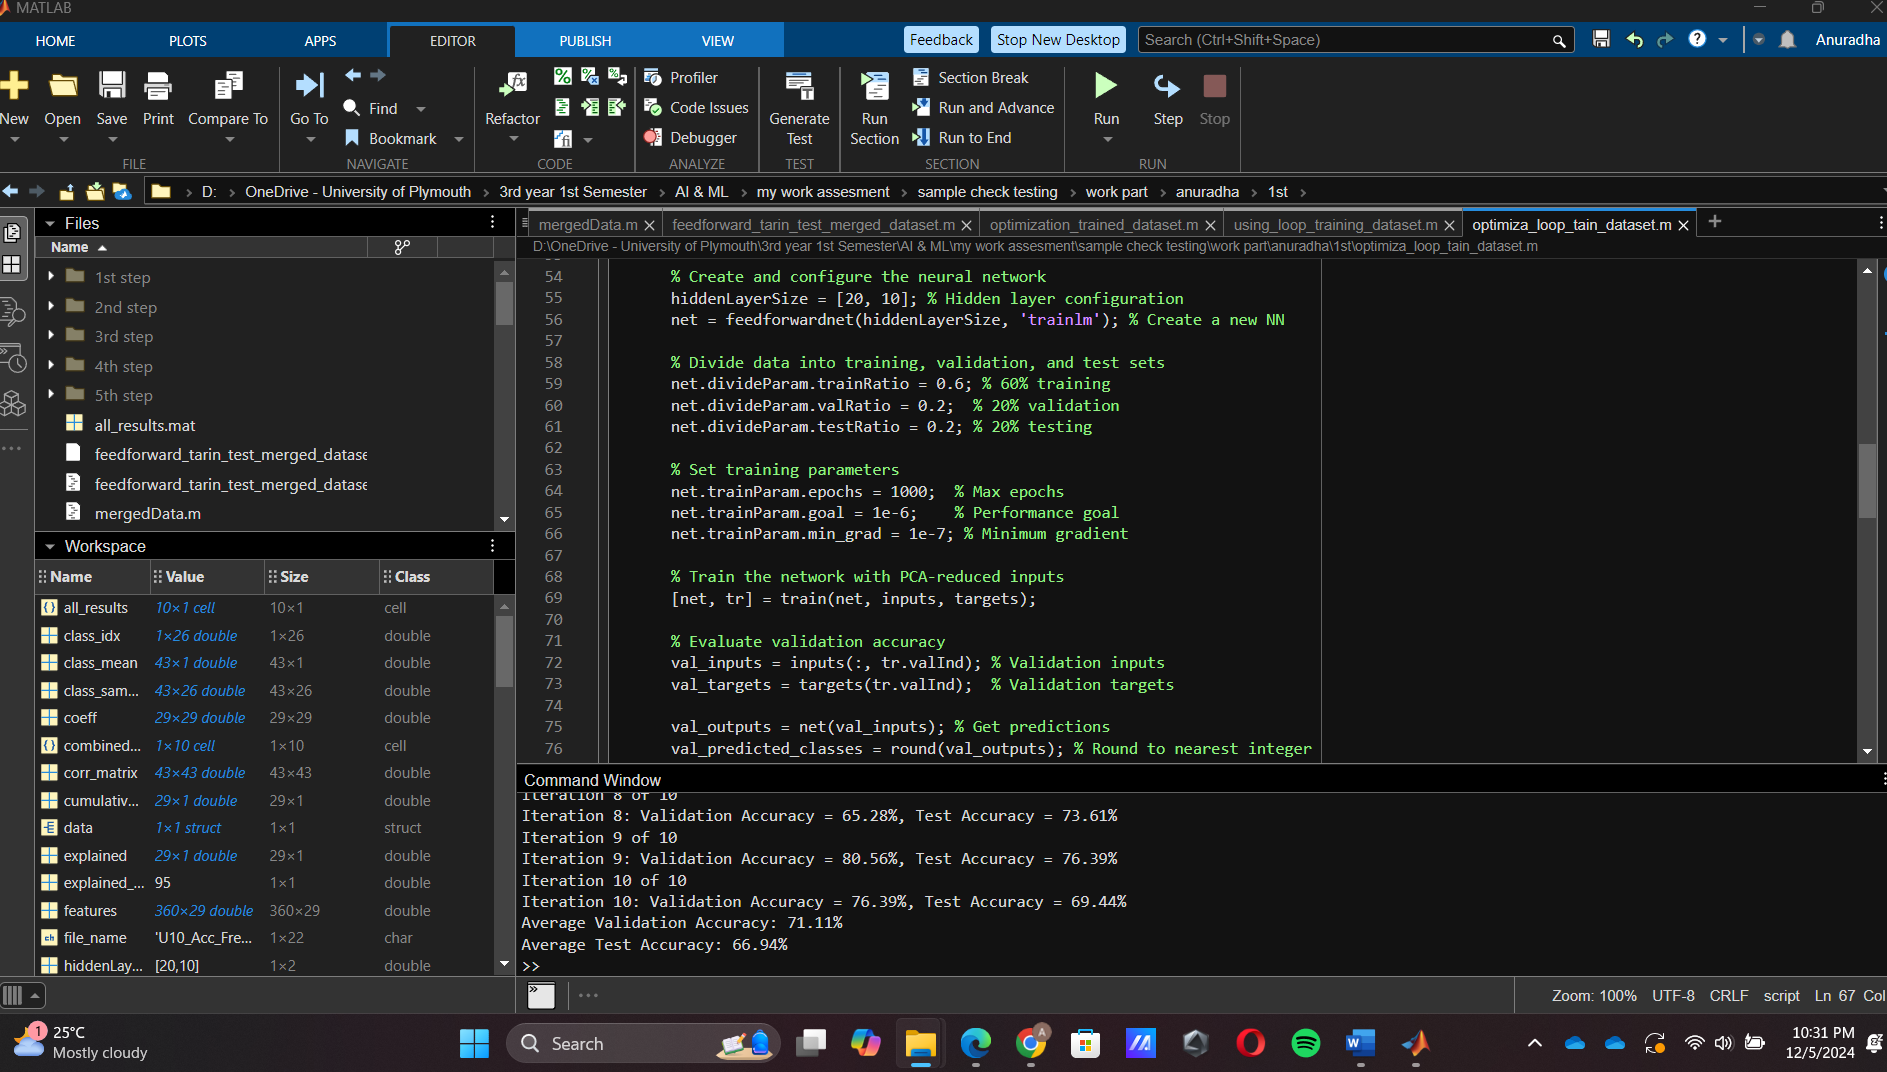 MATLAB
HOME PLOTS APPS EDITOR PUBLISH VIEW Feedback Stop New Desktop Search (Ctrl+Shift+Space) Anuradha
New Open Save Print Compare To Go To Find Bookmark Refactor Profiler Code Issues Debugger Generate Test Run Section Section Break Run and Advance Run to End Run Step Stop
FILE NAVIGATE CODE ANALYZE TEST SECTION RUN
D: › OneDrive - University of Plymouth › 3rd year 1st Semester › AI & ML › my work assesment › sample check testing › work part › anuradha › 1st ›
Files
Name
1st step
2nd step
3rd step
4th step
5th step
all_results.mat
feedforward_tarin_test_merged_datase
feedforward_tarin_test_merged_datase
mergedData.m
Workspace
Name Value Size Class
all_results 10×1 cell 10×1 cell
class_idx 1×26 double 1×26 double
class_mean 43×1 double 43×1 double
class_sam... 43×26 double 43×26 double
coeff 29×29 double 29×29 double
combined... 1×10 cell 1×10 cell
corr_matrix 43×43 double 43×43 double
cumulativ... 29×1 double 29×1 double
data 1×1 struct 1×1 struct
explained 29×1 double 29×1 double
explained_... 95 1×1 double
features 360×29 double 360×29 double
file_name 'U10_Acc_Fre... 1×22 char
hiddenLay... [20,10] 1×2 double
mergedData.m feedforward_tarin_test_merged_dataset.m optimization_trained_dataset.m using_loop_training_dataset.m optimiza_loop_tain_dataset.m
D:\OneDrive - University of Plymouth\3rd year 1st Semester\AI & ML\my work assesment\sample check testing\work part\anuradha\1st\optimiza_loop_tain_dataset.m
54 % Create and configure the neural network
55 hiddenLayerSize = [20, 10]; % Hidden layer configuration
56 net = feedforwardnet(hiddenLayerSize, 'trainlm'); % Create a new NN
57
58 % Divide data into training, validation, and test sets
59 net.divideParam.trainRatio = 0.6; % 60% training
60 net.divideParam.valRatio = 0.2; % 20% validation
61 net.divideParam.testRatio = 0.2; % 20% testing
62
63 % Set training parameters
64 net.trainParam.epochs = 1000; % Max epochs
65 net.trainParam.goal = 1e-6; % Performance goal
66 net.trainParam.min_grad = 1e-7; % Minimum gradient
67
68 % Train the network with PCA-reduced inputs
69 [net, tr] = train(net, inputs, targets);
70
71 % Evaluate validation accuracy
72 val_inputs = inputs(:, tr.valInd); % Validation inputs
73 val_targets = targets(tr.valInd); % Validation targets
74
75 val_outputs = net(val_inputs); % Get predictions
76 val_predicted_classes = round(val_outputs); % Round to nearest integer
Command Window
Iteration 8 of 10
Iteration 8: Validation Accuracy = 65.28%, Test Accuracy = 73.61%
Iteration 9 of 10
Iteration 9: Validation Accuracy = 80.56%, Test Accuracy = 76.39%
Iteration 10 of 10
Iteration 10: Validation Accuracy = 76.39%, Test Accuracy = 69.44%
Average Validation Accuracy: 71.11%
Average Test Accuracy: 66.94%
>>
Zoom: 100% UTF-8 CRLF script Ln 67 Col
1 25°C
Mostly cloudy
Search
10:31 PM
12/5/2024